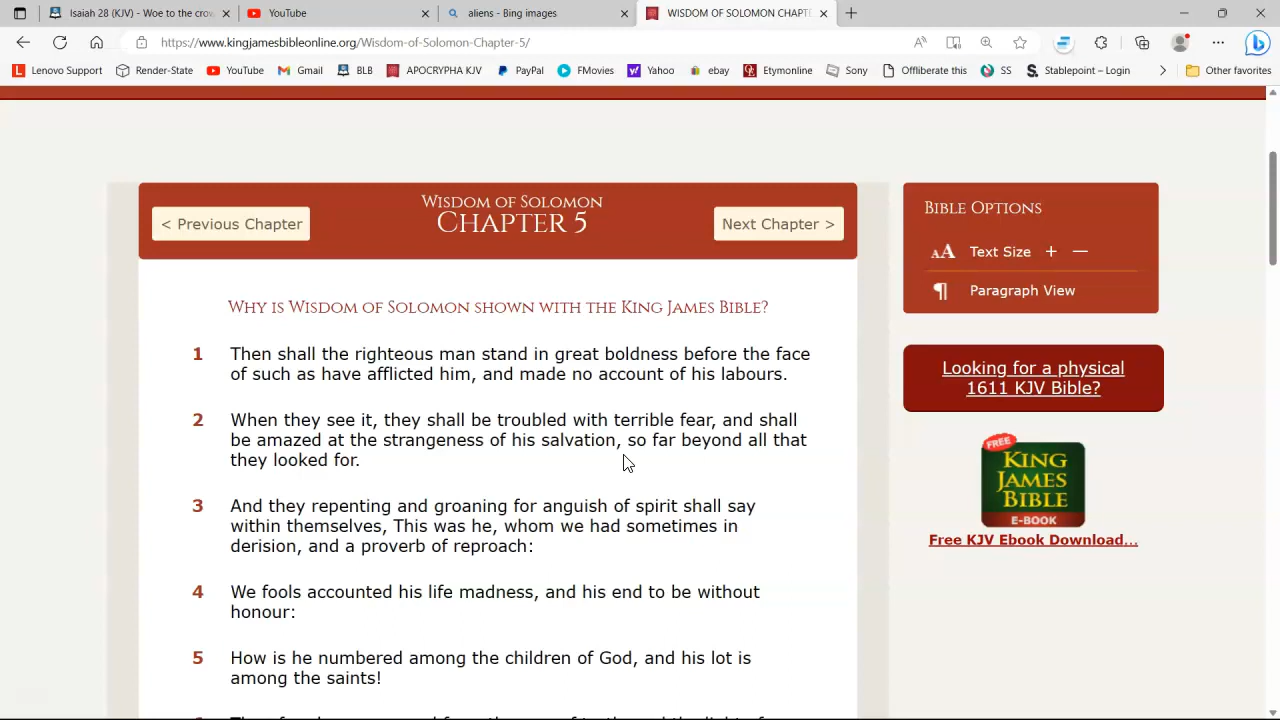 Isaiah 28 (KJV) - Woe to the crow
YouTube
aliens - Bing images
WISDOM OF SOLOMON CHAPTE
https://www.kingjamesbibleonline.org/Wisdom-of-Solomon-Chapter-5/
Lenovo Support
Render-State
YouTube
Gmail
BLB
APOCRYPHA KJV
PayPal
FMovies
Yahoo
ebay
Etymonline
Sony
Offliberate this
SS
Stablepoint – Login
Other favorites
WISDOM OF SOLOMON
CHAPTER 5
< Previous Chapter
Next Chapter >
WHY IS WISDOM OF SOLOMON SHOWN WITH THE KING JAMES BIBLE?
1 Then shall the righteous man stand in great boldness before the face
of such as have afflicted him, and made no account of his labours.
2 When they see it, they shall be troubled with terrible fear, and shall
be amazed at the strangeness of his salvation, so far beyond all that
they looked for.
3 And they repenting and groaning for anguish of spirit shall say
within themselves, This was he, whom we had sometimes in
derision, and a proverb of reproach:
4 We fools accounted his life madness, and his end to be without
honour:
5 How is he numbered among the children of God, and his lot is
among the saints!
BIBLE OPTIONS
AA Text Size + —
¶ Paragraph View
Looking for a physical
1611 KJV Bible?
FREE
KING
JAMES
BIBLE
E-BOOK
Free KJV Ebook Download...